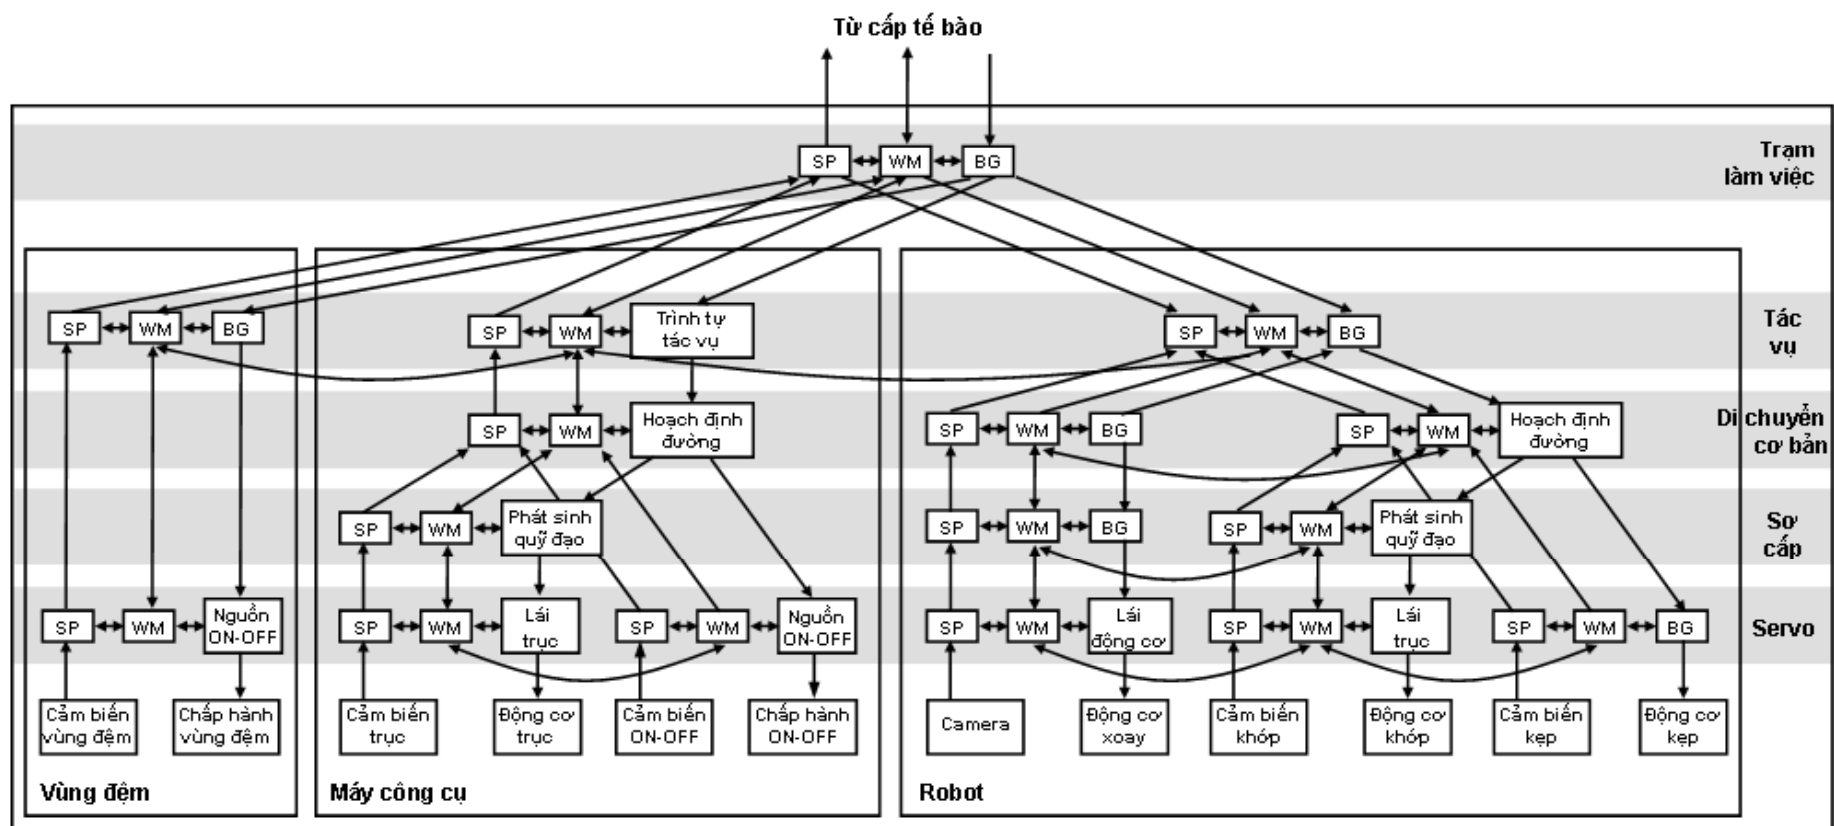 Từ cấp tế bào
SP WM BG
Trạm
làm việc
SP WM BG
SP WM Trình tự
tác vụ
SP WM BG
Tác
vụ
SP WM Hoạch định
đường
SP WM BG
SP WM Hoạch định
đường
Di chuyển
cơ bản
SP WM Phát sinh
quỹ đạo
SP WM BG
SP WM Phát sinh
quỹ đạo
Sơ
cấp
SP WM Nguồn
ON-OFF
SP WM Lái
trục
SP WM Nguồn
ON-OFF
SP WM Lái
động cơ
SP WM Lái
trục
SP WM BG
Servo
Cảm biến
vùng đệm
Chấp hành
vùng đệm
Cảm biến
trục
Động cơ
trục
Cảm biến
ON-OFF
Chấp hành
ON-OFF
Camera
Động cơ
xoay
Cảm biến
khớp
Động cơ
khớp
Cảm biến
kẹp
Động cơ
kẹp
Vùng đệm
Máy công cụ
Robot